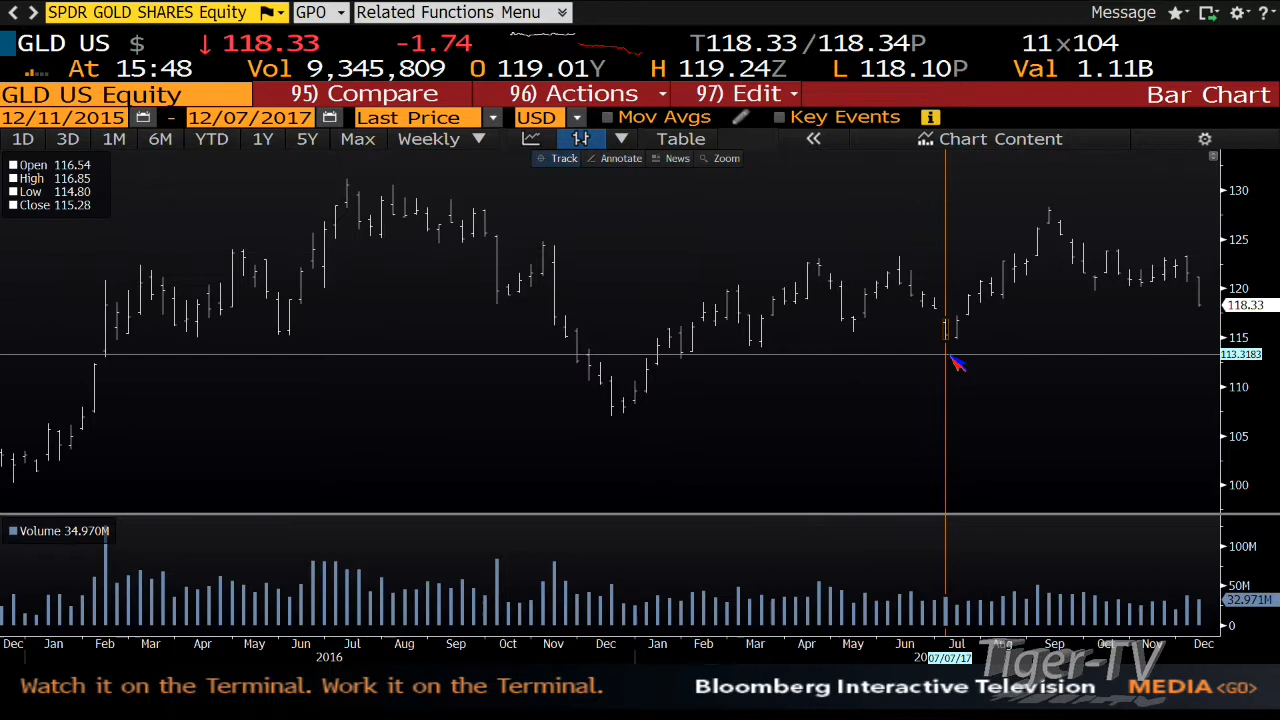 SPDR GOLD SHARES Equity GPO Related Functions Menu Message ?
GLD US $ ↓ 118.33 -1.74 T118.33 /118.34P 11x104
At 15:48 Vol 9,345,809 O 119.01Y H 119.24Z L 118.10P Val 1.11B
GLD US Equity 95) Compare 96) Actions 97) Edit Bar Chart
12/11/2015 - 12/07/2017 Last Price USD Mov Avgs Key Events i
1D 3D 1M 6M YTD 1Y 5Y Max Weekly Table « Chart Content
Track Annotate News Zoom
Open 116.54
High 116.85
Low 114.80
Close 115.28
130
125
120
118.33
115
113.3183
110
105
100
Volume 34.970M
100M
50M
32.971M
0
Dec Jan Feb Mar Apr May Jun Jul Aug Sep Oct Nov Dec Jan Feb Mar Apr May Jun Jul Aug Sep Oct Nov Dec
2016 20 07/07/17
Tiger-TV
Watch it on the Terminal. Work it on the Terminal. Bloomberg Interactive Television MEDIA <GO>